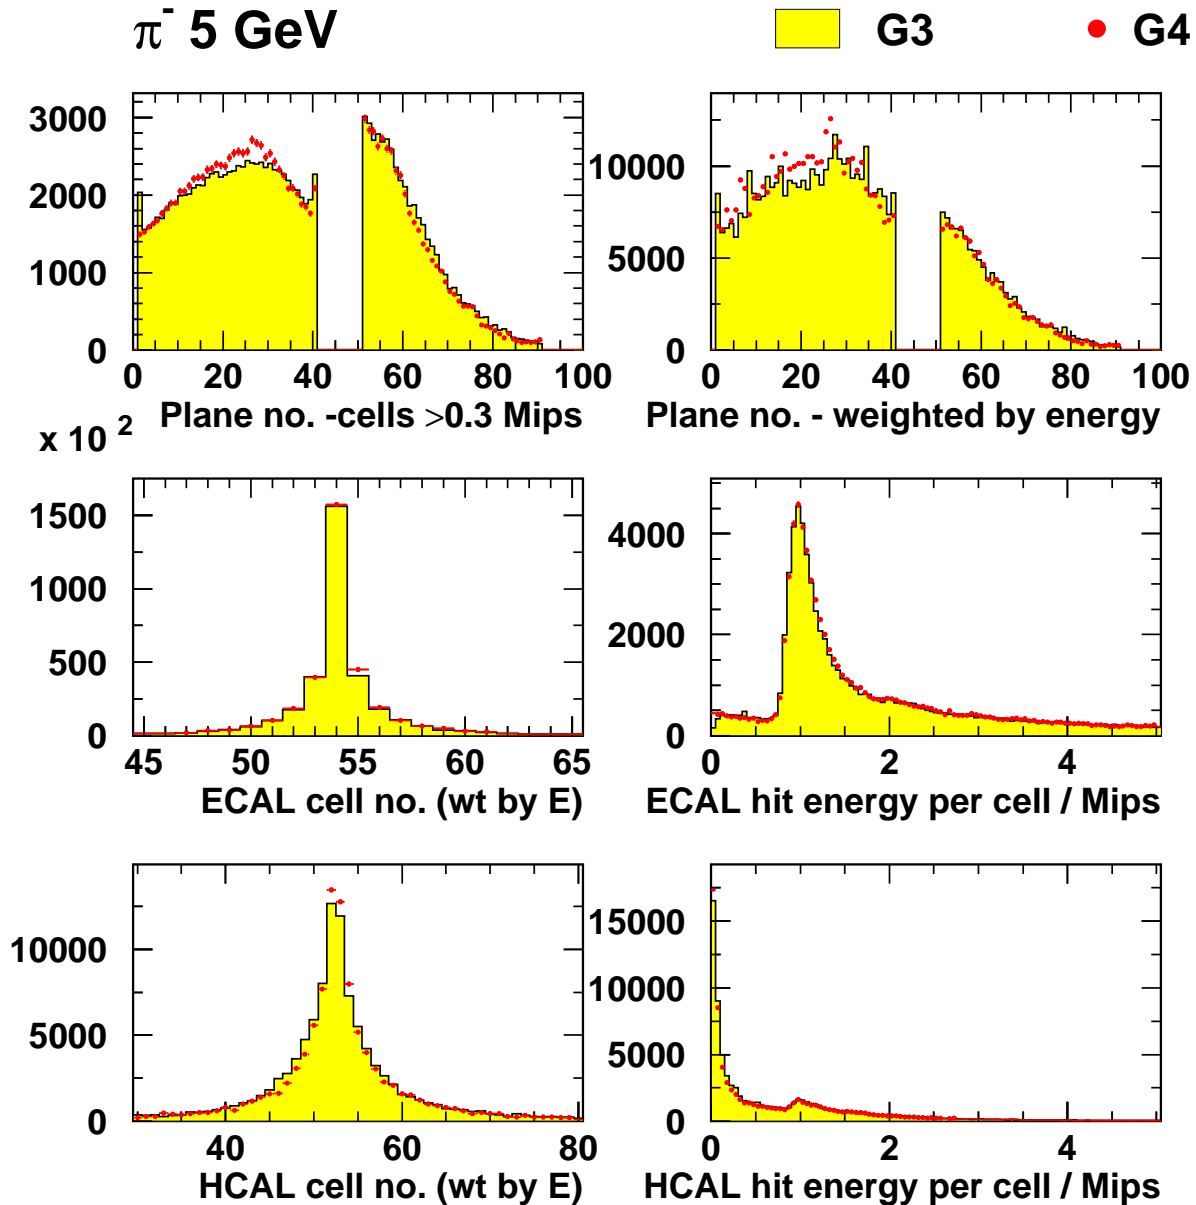 π⁻ 5 GeV
G3
G4
3000
2000
1000
0
0 20 40 60 80 100
Plane no. -cells >0.3 Mips
10000
5000
0
0 20 40 60 80 100
Plane no. - weighted by energy
x 10 ²
1500
1000
500
0
45 50 55 60 65
ECAL cell no. (wt by E)
4000
2000
0
0 2 4
ECAL hit energy per cell / Mips
10000
5000
0
40 60 80
HCAL cell no. (wt by E)
15000
10000
5000
0
0 2 4
HCAL hit energy per cell / Mips